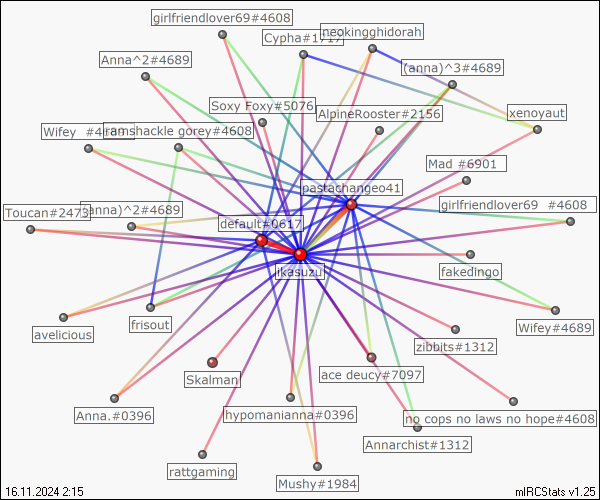 girlfriendlover69#4608
Cypha#1717
neokingghidorah
Anna^2#4689
(anna)^3#4689
Soxy Foxy#5076
AlpineRooster#2156
xenoyaut
Wifey
ramshackle gorey#4608
Mad #6901
pastachangeo41
girlfriendlover69 #4608
Toucan#2473
(anna)^2#4689
default#0617
ikasuzu
fakedIngo
Wifey#4689
avelicious
frisout
zibbits#1312
Skalman
ace deucy#7097
no cops no laws no hope#4608
Anna.#0396
hypomanianna#0396
Annarchist#1312
rattgaming
Mushy#1984
16.11.2024 2:15
mIRCStats v1.25